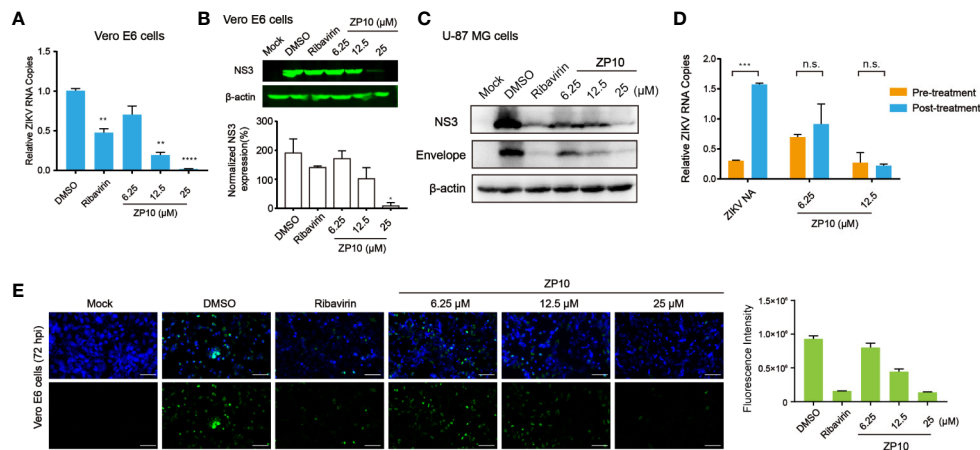 A
Vero E6 cells
Relative ZIKV RNA Copies
1.5
1.0
0.5
0.0
**
**
****
DMSO
Ribavirin
6.25
12.5
25
ZP10 (μM)
B
Vero E6 cells
ZP10 (μM)
Mock
DMSO
Ribavirin
6.25
12.5
25
NS3
β-actin
Normalized NS3
expression(%)
300
200
100
0
*
DMSO
Ribavirin
6.25
12.5
25
ZP10 (μM)
C
U-87 MG cells
ZP10
Mock
DMSO
Ribavirin
6.25
12.5
25
(μM)
NS3
Envelope
β-actin
D
Relative ZIKV RNA Copies
2.0
1.5
1.0
0.5
0.0
***
n.s.
n.s.
Pre-treatment
Post-treatment
ZIKV NA
6.25
12.5
ZP10 (μM)
E
ZP10
Mock
DMSO
Ribavirin
6.25 μM
12.5 μM
25 μM
Vero E6 cells (72 hpi)
Fluorescence Intensity
1.5×10⁶
1.0×10⁶
0.5×10⁶
0
DMSO
Ribavirin
6.25
12.5
25
(μM)
ZP10